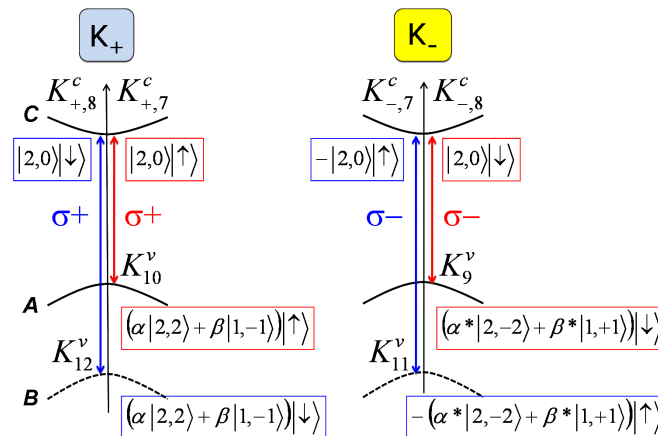 K₊ K₋
K^c_{+,8} K^c_{+,7} K^c_{-,7} K^c_{-,8}
C C
|2,0⟩|↓⟩ |2,0⟩|↑⟩ −|2,0⟩|↑⟩ |2,0⟩|↓⟩
σ+ σ+ σ− σ−
K^v_{10} K^v_9
A A
(α|2,2⟩+β|1,−1⟩)|↑⟩ (α*|2,−2⟩+β*|1,+1⟩)|↓⟩
K^v_{12} K^v_{11}
B B
(α|2,2⟩+β|1,−1⟩)|↓⟩ −(α*|2,−2⟩+β*|1,+1⟩)|↑⟩